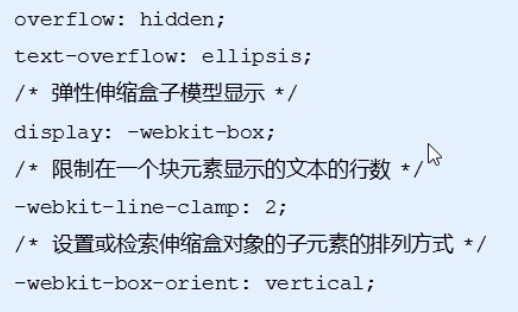 overflow: hidden;
text-overflow: ellipsis;
/* 弹性伸缩盒子模型显示 */
display: -webkit-box;
/* 限制在一个块元素显示的文本的行数 */
-webkit-line-clamp: 2;
/* 设置或检索伸缩盒对象的子元素的排列方式 */
-webkit-box-orient: vertical;